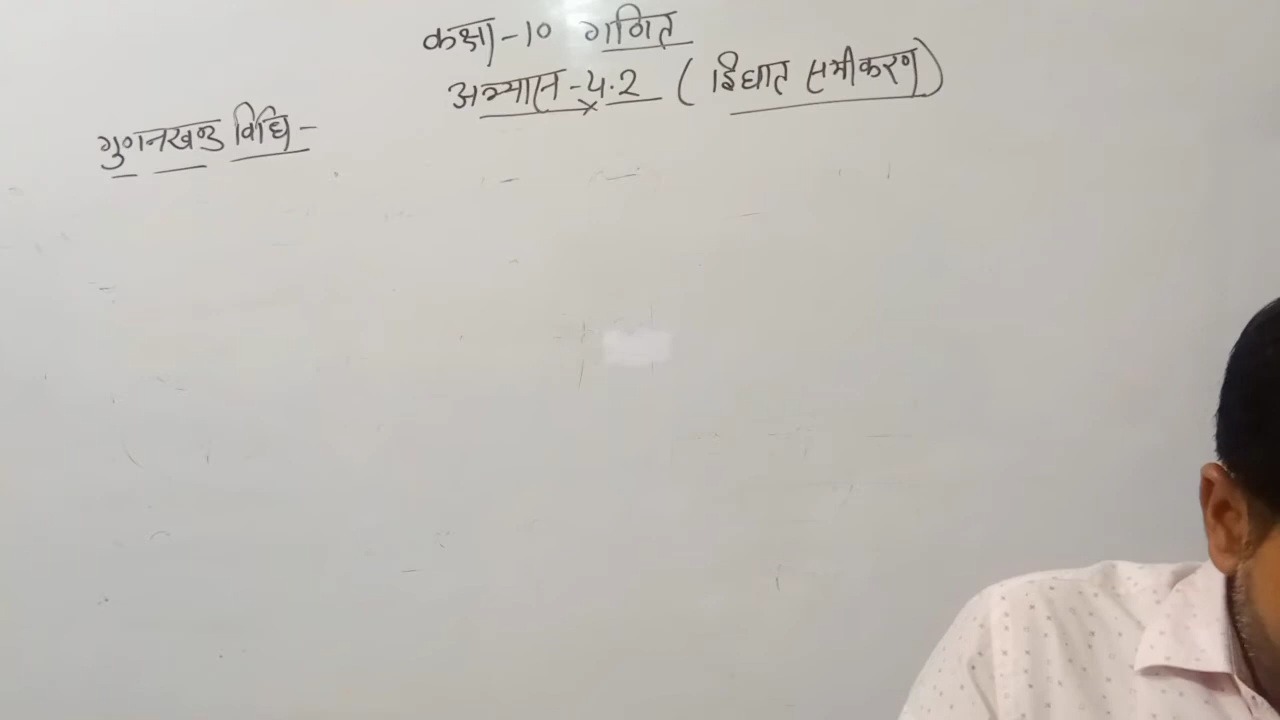 कक्षा-10 गणित
अभ्यास-4.2 (द्विघात समीकरण)
गुणनखण्ड विधि-